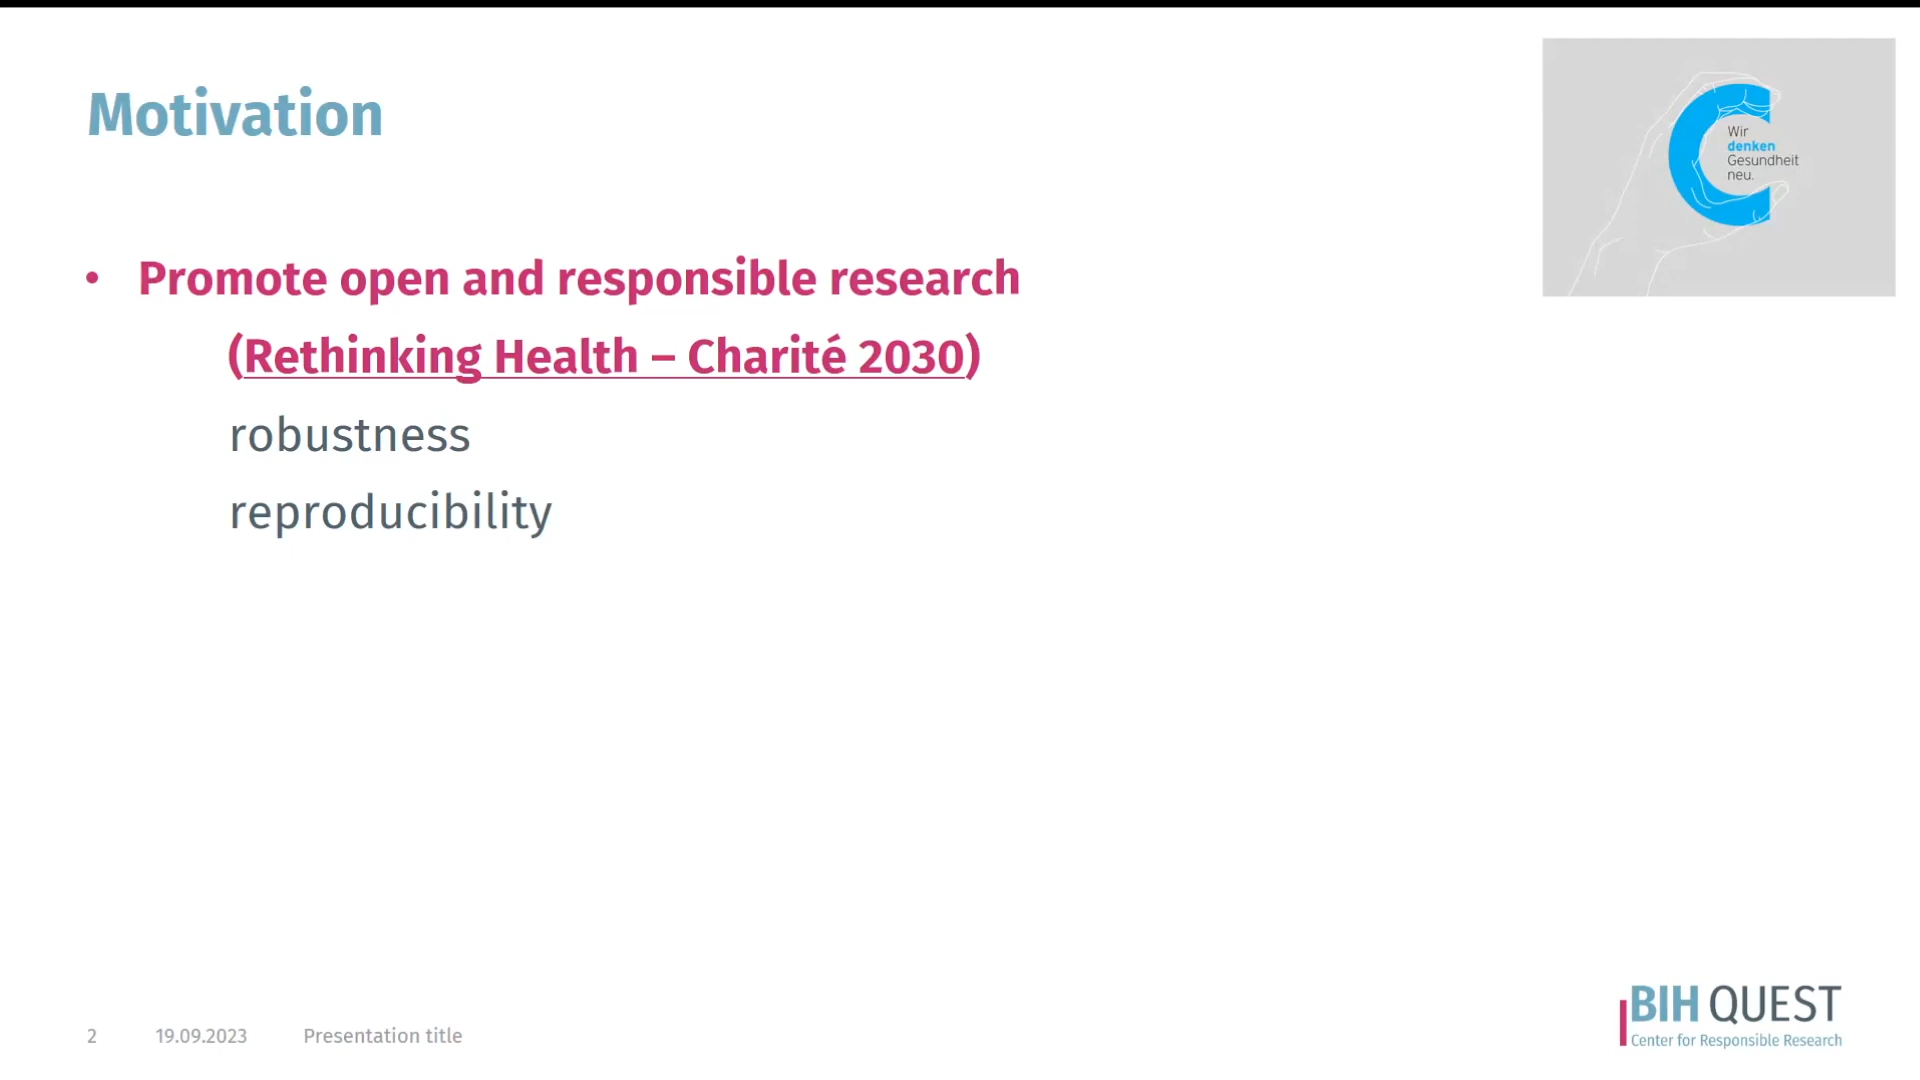 Motivation
Wir
denken
Gesundheit
neu.
• Promote open and responsible research
(Rethinking Health – Charité 2030)
robustness
reproducibility
2 19.09.2023 Presentation title
BIH QUEST
Center for Responsible Research